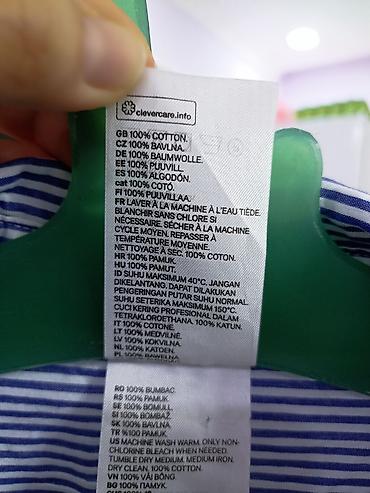 clevercare.info
GB 100% COTTON.
CZ 100% BAVLNA.
DE 100% BAUMWOLLE.
EE 100% PUUVILL.
ES 100% ALGODÓN.
cat 100% COTÓ.
FI 100% PUUVILLAA.
FR LAVER À LA MACHINE À L'EAU TIÈDE.
BLANCHIR SANS CHLORE SI
NÉCESSAIRE. SÉCHER À LA MACHINE
CYCLE MOYEN. REPASSER À
TEMPÉRATURE MOYENNE.
NETTOYAGE À SEC. 100% COTON.
HR 100% PAMUK.
HU 100% PAMUT.
ID SUHU MAKSIMUM 40°C. JANGAN
DIKELANTANG. DAPAT DILAKUKAN
PENGERINGAN PUTAR SUHU NORMAL.
SUHU SETERIKA MAKSIMUM 150°C.
CUCI KERING PROFESIONAL DALAM
TETRAKLOROETHANA. 100% KATUN.
IT 100% COTONE.
LT 100% MEDVILNĖ.
LV 100% KOKVILNA.
NL 100% KATOEN.
PL 100% BAWEŁNA
RO 100% BUMBAC.
RS 100% PAMUK.
SE 100% BOMULL.
SI 100% BOMBAŽ.
SK 100% BAVLNA.
TR %100 PAMUK.
US MACHINE WASH WARM. ONLY NON-
CHLORINE BLEACH WHEN NEEDED.
TUMBLE DRY MEDIUM. MEDIUM IRON.
DRY CLEAN. 100% COTTON.
VN 100% VẢI BÔNG.
BG 100% ПАМУК.